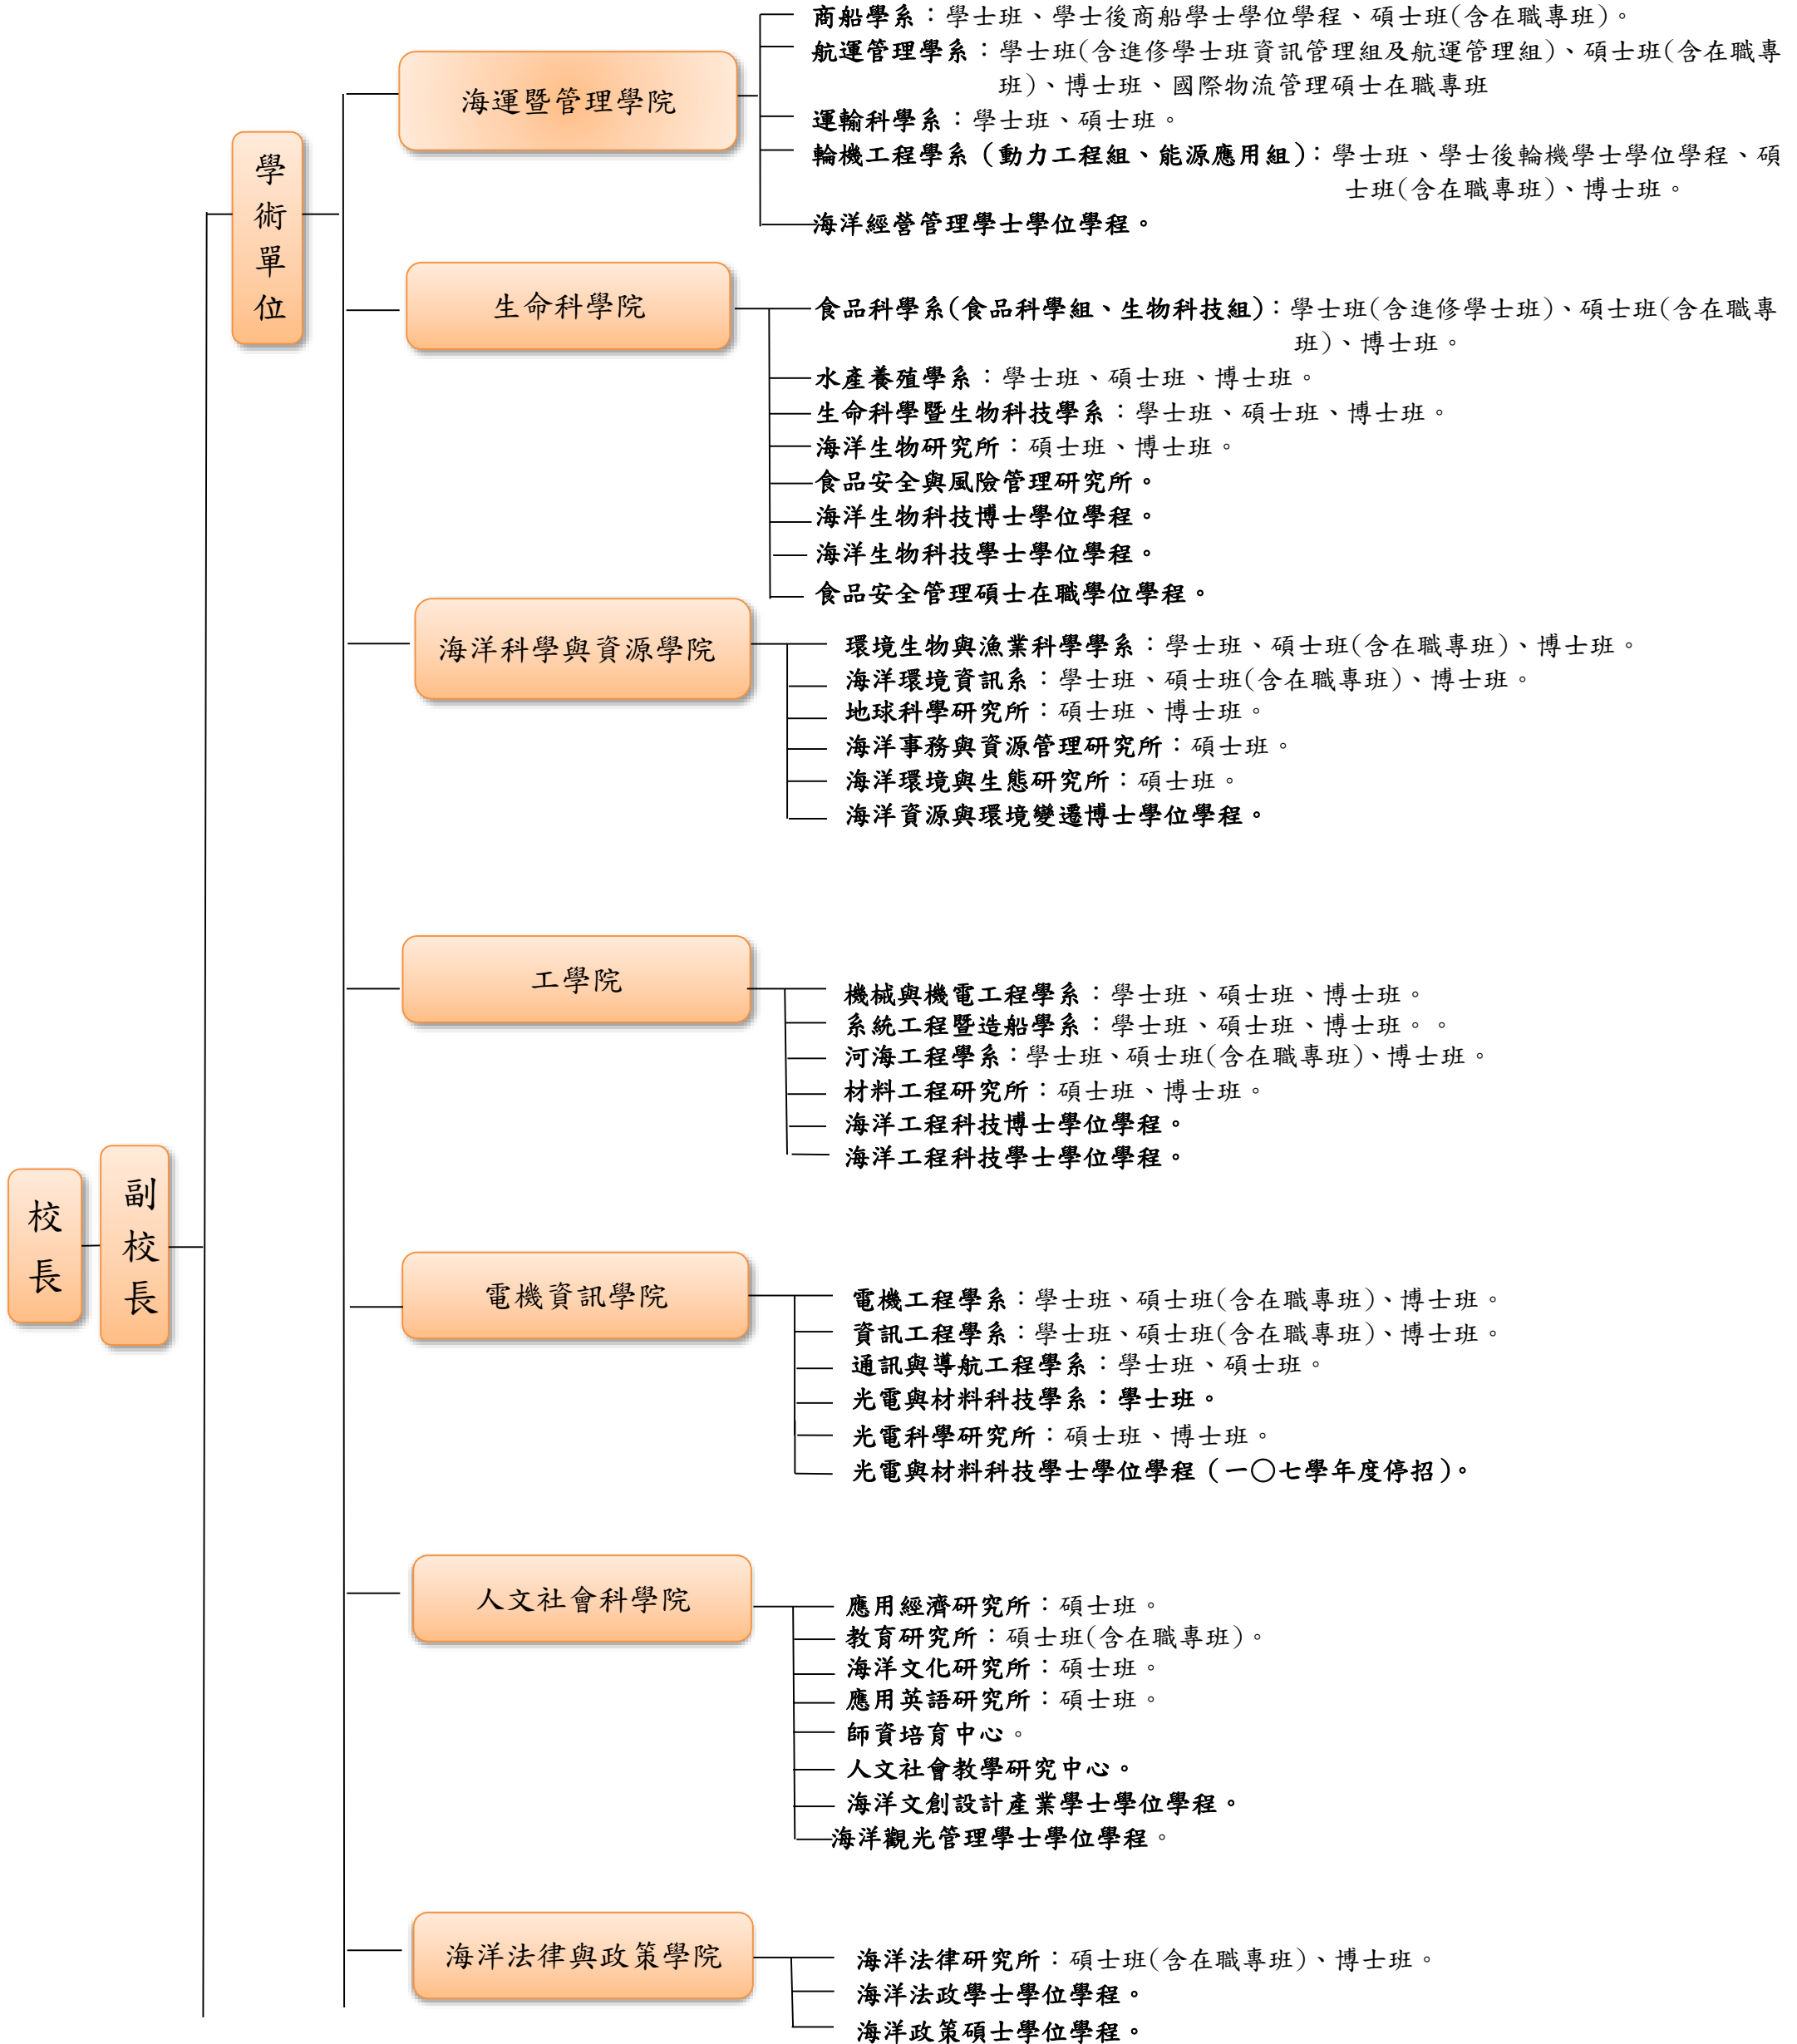 校長
副校長
學術單位
海運暨管理學院
商船學系：學士班、學士後商船學士學位學程、碩士班(含在職專班)。
航運管理學系：學士班(含進修學士班資訊管理組及航運管理組)、碩士班(含在職專
班)、博士班、國際物流管理碩士在職專班
運輸科學系：學士班、碩士班。
輪機工程學系（動力工程組、能源應用組）：學士班、學士後輪機學士學位學程、碩
士班(含在職專班)、博士班。
海洋經營管理學士學位學程。
生命科學院
食品科學系(食品科學組、生物科技組)：學士班(含進修學士班)、碩士班(含在職專
班)、博士班。
水產養殖學系：學士班、碩士班、博士班。
生命科學暨生物科技學系：學士班、碩士班、博士班。
海洋生物研究所：碩士班、博士班。
食品安全與風險管理研究所。
海洋生物科技博士學位學程。
海洋生物科技學士學位學程。
食品安全管理碩士在職學位學程。
海洋科學與資源學院
環境生物與漁業科學學系：學士班、碩士班(含在職專班)、博士班。
海洋環境資訊系：學士班、碩士班(含在職專班)、博士班。
地球科學研究所：碩士班、博士班。
海洋事務與資源管理研究所：碩士班。
海洋環境與生態研究所：碩士班。
海洋資源與環境變遷博士學位學程。
工學院
機械與機電工程學系：學士班、碩士班、博士班。
系統工程暨造船學系：學士班、碩士班、博士班。。
河海工程學系：學士班、碩士班(含在職專班)、博士班。
材料工程研究所：碩士班、博士班。
海洋工程科技博士學位學程。
海洋工程科技學士學位學程。
電機資訊學院
電機工程學系：學士班、碩士班(含在職專班)、博士班。
資訊工程學系：學士班、碩士班(含在職專班)、博士班。
通訊與導航工程學系：學士班、碩士班。
光電與材料科技學系：學士班。
光電科學研究所：碩士班、博士班。
光電與材料科技學士學位學程（一〇七學年度停招）。
人文社會科學院
應用經濟研究所：碩士班。
教育研究所：碩士班(含在職專班)。
海洋文化研究所：碩士班。
應用英語研究所：碩士班。
師資培育中心。
人文社會教學研究中心。
海洋文創設計產業學士學位學程。
海洋觀光管理學士學位學程。
海洋法律與政策學院
海洋法律研究所：碩士班(含在職專班)、博士班。
海洋法政學士學位學程。
海洋政策碩士學位學程。